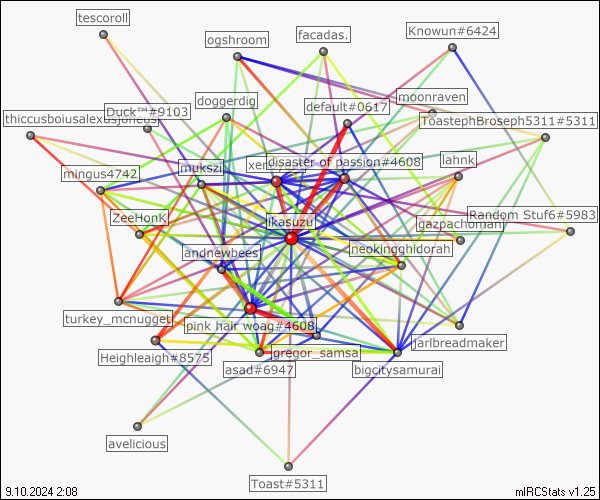 tescoroll
ogshroom
facadas.
Knowun#6424
moonraven
doggerdig
default#0617
Duck™#9103
ToastephBroseph5311#5311
disaster of passion#4608
lahnk
mingus4742
mukszi
ZeeHonK
ikasuzu
gazpachoman
Random Stuf6#5983
andnewbees
neokingghidorah
turkey_mcnugget
pink hair woag#4608
jarlbreadmaker
Heighleaigh#8575
gregor_samsa
asad#6947
bigcitysamurai
avelicious
Toast#5311
9.10.2024 2:08
mIRCStats v1.25